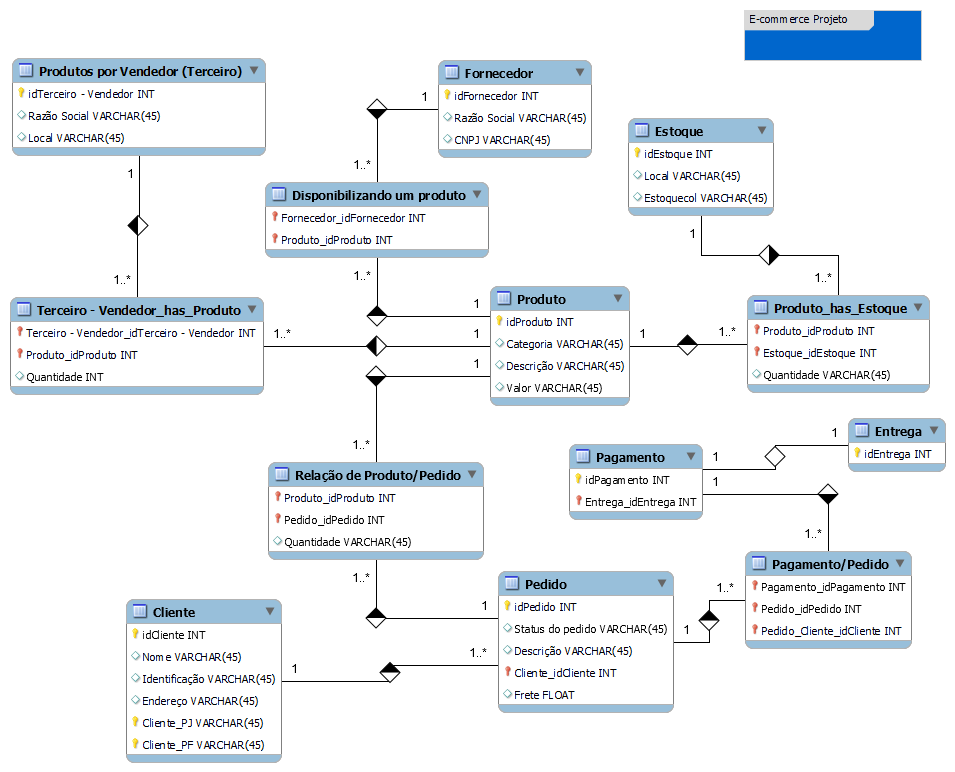 E-commerce Projeto
Produtos por Vendedor (Terceiro)
idTerceiro - Vendedor INT
Razão Social VARCHAR(45)
Local VARCHAR(45)
Fornecedor
idFornecedor INT
Razão Social VARCHAR(45)
CNPJ VARCHAR(45)
1
1..*
Estoque
idEstoque INT
Local VARCHAR(45)
Estoquecol VARCHAR(45)
1
1..*
Disponibilizando um produto
Fornecedor_idFornecedor INT
Produto_idProduto INT
1..*
1
1
1..*
Terceiro - Vendedor_has_Produto
Terceiro - Vendedor_idTerceiro - Vendedor INT
Produto_idProduto INT
Quantidade INT
1..*
1
1
Produto
idProduto INT
Categoria VARCHAR(45)
Descrição VARCHAR(45)
Valor VARCHAR(45)
1
1..*
Produto_has_Estoque
Produto_idProduto INT
Estoque_idEstoque INT
Quantidade VARCHAR(45)
1..*
Relação de Produto/Pedido
Produto_idProduto INT
Pedido_idPedido INT
Quantidade VARCHAR(45)
1..*
1
Pagamento
idPagamento INT
Entrega_idEntrega INT
1
1
1
Entrega
idEntrega INT
1..*
Pagamento/Pedido
Pagamento_idPagamento INT
Pedido_idPedido INT
Pedido_Cliente_idCliente INT
1..*
1
Pedido
idPedido INT
Status do pedido VARCHAR(45)
Descrição VARCHAR(45)
Cliente_idCliente INT
Frete FLOAT
1..*
1
Cliente
idCliente INT
Nome VARCHAR(45)
Identificação VARCHAR(45)
Endereço VARCHAR(45)
Cliente_PJ VARCHAR(45)
Cliente_PF VARCHAR(45)